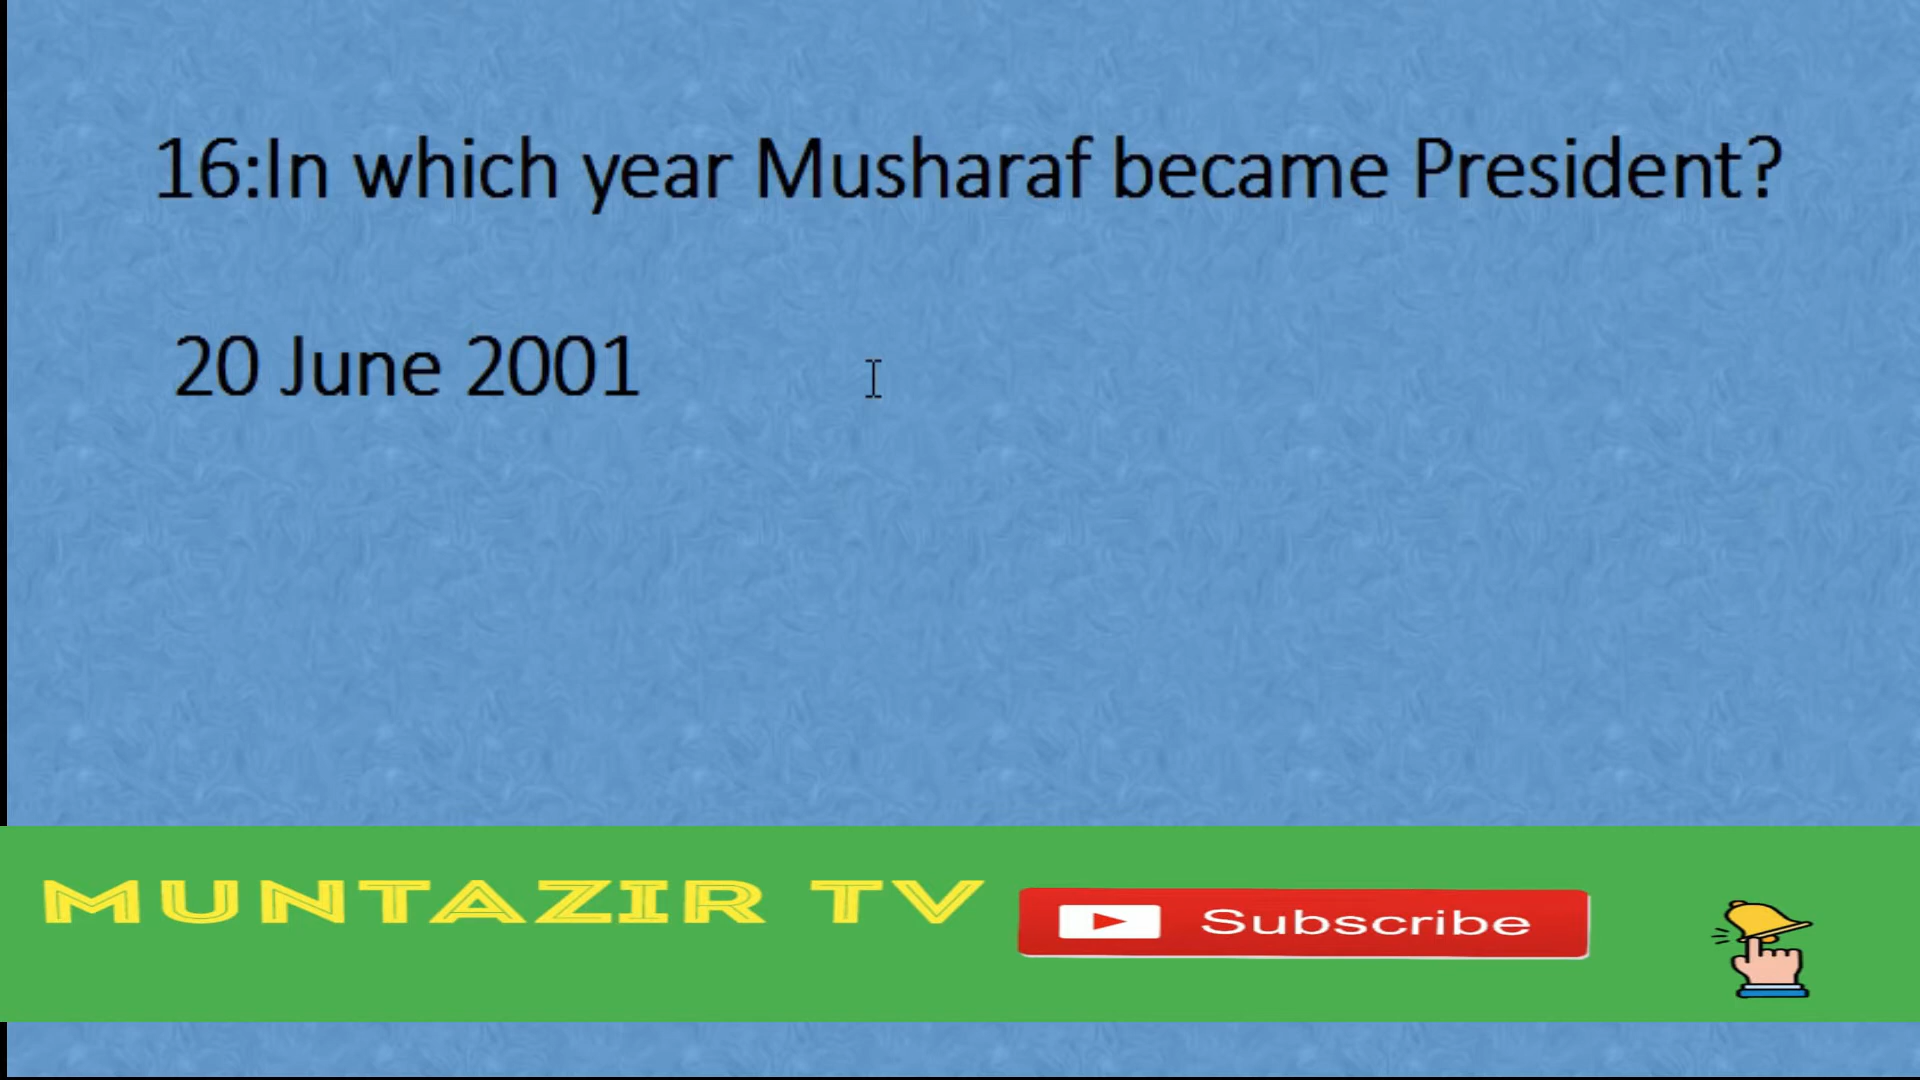 16:In which year Musharaf became President?
20 June 2001
MUNTAZIR TV
Subscribe